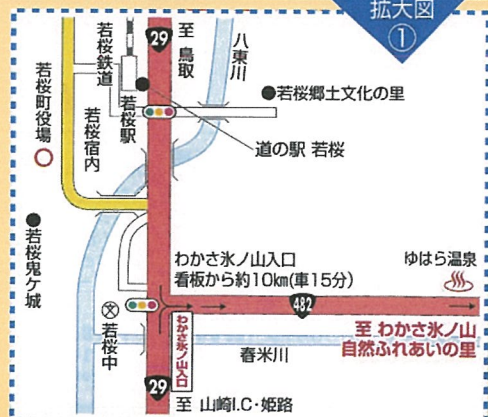 拡大図
①
29
至 鳥取
八東川
若桜鉄道
若桜駅
若桜町役場
若桜宿内
●若桜郷土文化の里
道の駅 若桜
●若桜鬼ケ城
わかさ氷ノ山入口
看板から約10km(車15分)
ゆはら温泉
482
至 わかさ氷ノ山
自然ふれあいの里
若桜中
わかさ氷ノ山入口
春米川
29
至 山崎I.C・姫路